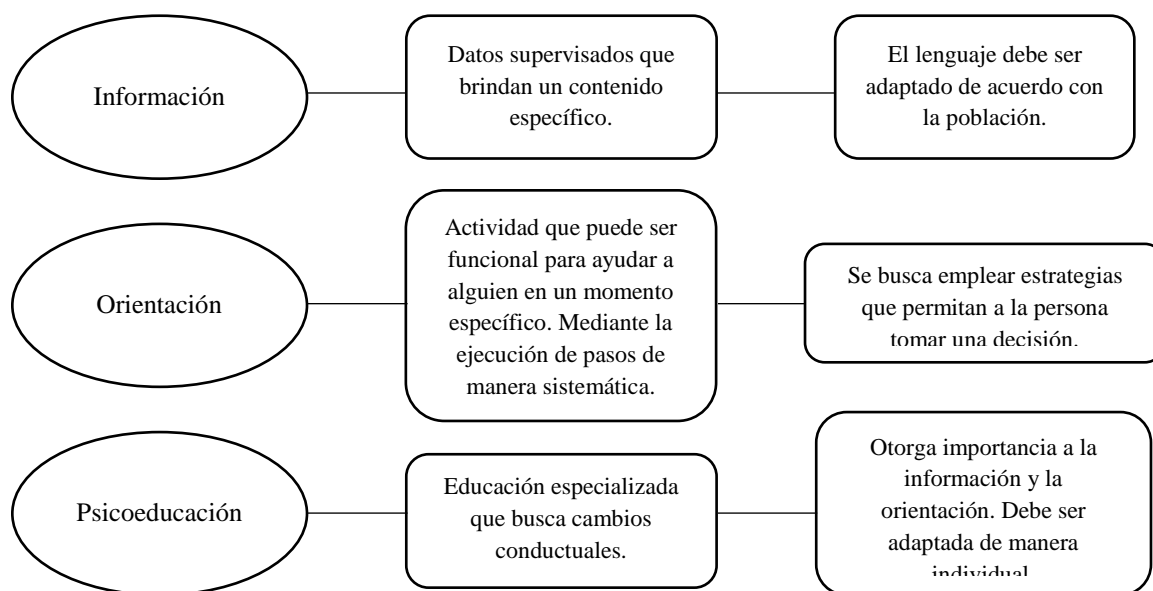 Información
Datos supervisados que
brindan un contenido
específico.
El lenguaje debe ser
adaptado de acuerdo con
la población.
Orientación
Actividad que puede ser
funcional para ayudar a
alguien en un momento
específico. Mediante la
ejecución de pasos de
manera sistemática.
Se busca emplear estrategias
que permitan a la persona
tomar una decisión.
Psicoeducación
Educación especializada
que busca cambios
conductuales.
Otorga importancia a la
información y la
orientación. Debe ser
adaptada de manera
individual